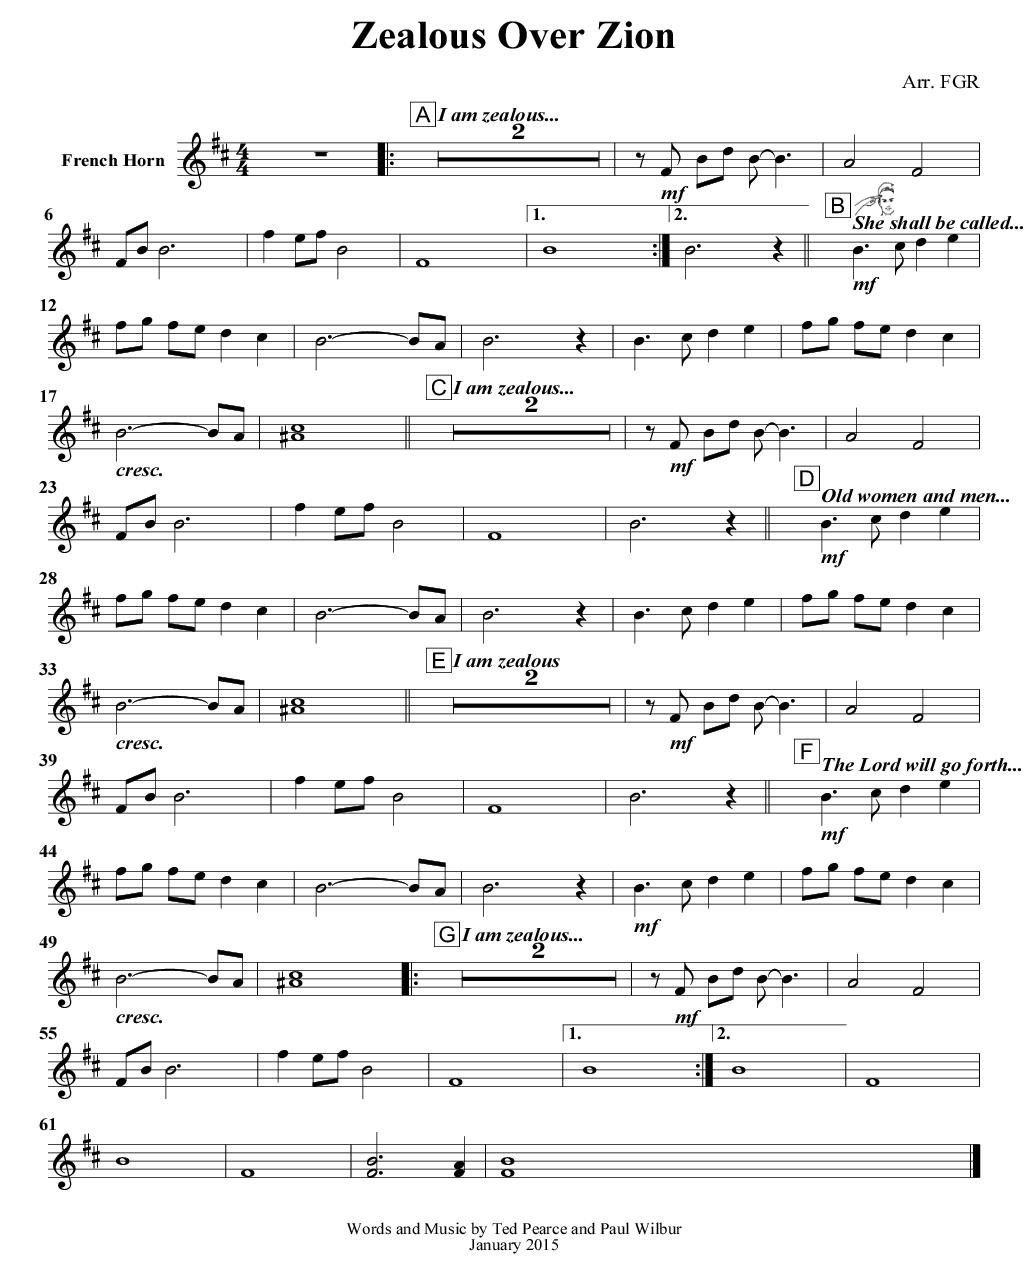 Zealous Over Zion
Arr. FGR
A I am zealous...
2
French Horn
4
4
mf
6
1.
2.
B
She shall be called...
mf
12
17
C I am zealous...
2
cresc.
mf
23
D
Old women and men...
mf
28
33
E I am zealous
2
cresc.
mf
39
F
The Lord will go forth...
mf
44
mf
49
G I am zealous...
2
cresc.
mf
55
1.
2.
61
Words and Music by Ted Pearce and Paul Wilbur
January 2015